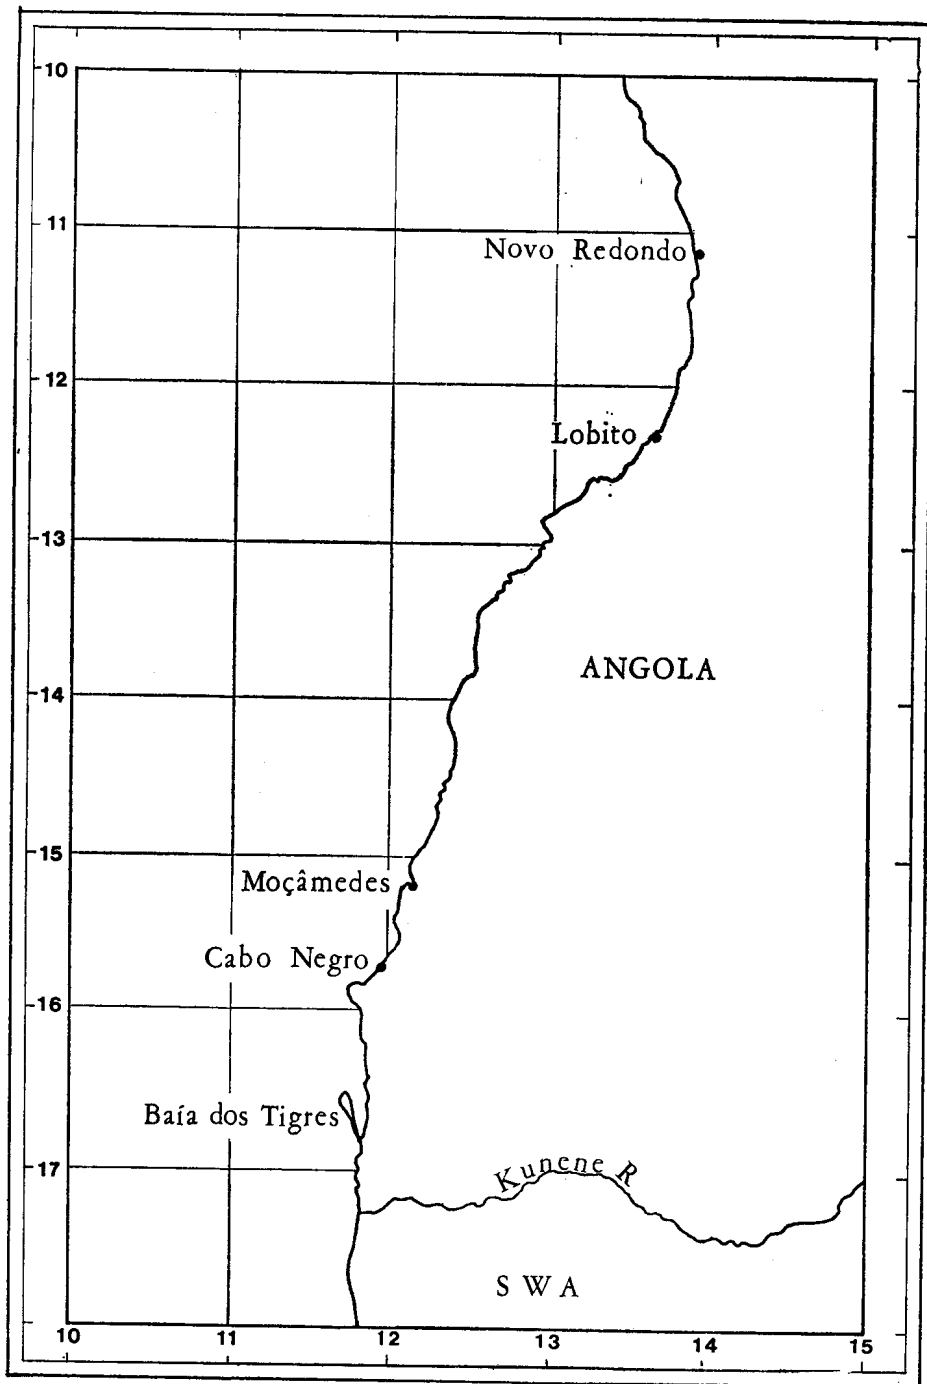 10
11
Novo Redondo
12
Lobito
13
ANGOLA
14
15
Moçâmedes
Cabo Negro
16
Baía dos Tigres
17
Kunene R
SWA
10 11 12 13 14 15